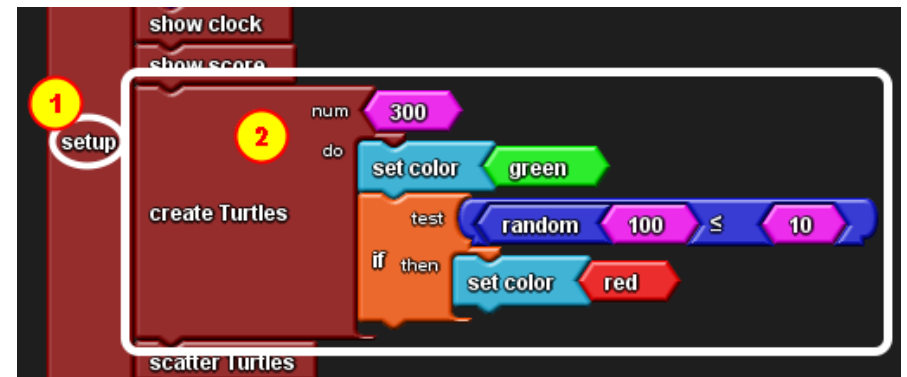 show clock
show score
1
setup
2
num 300
do
set color green
create Turtles
test random 100 ≤ 10
if then
set color red
scatter Turtles